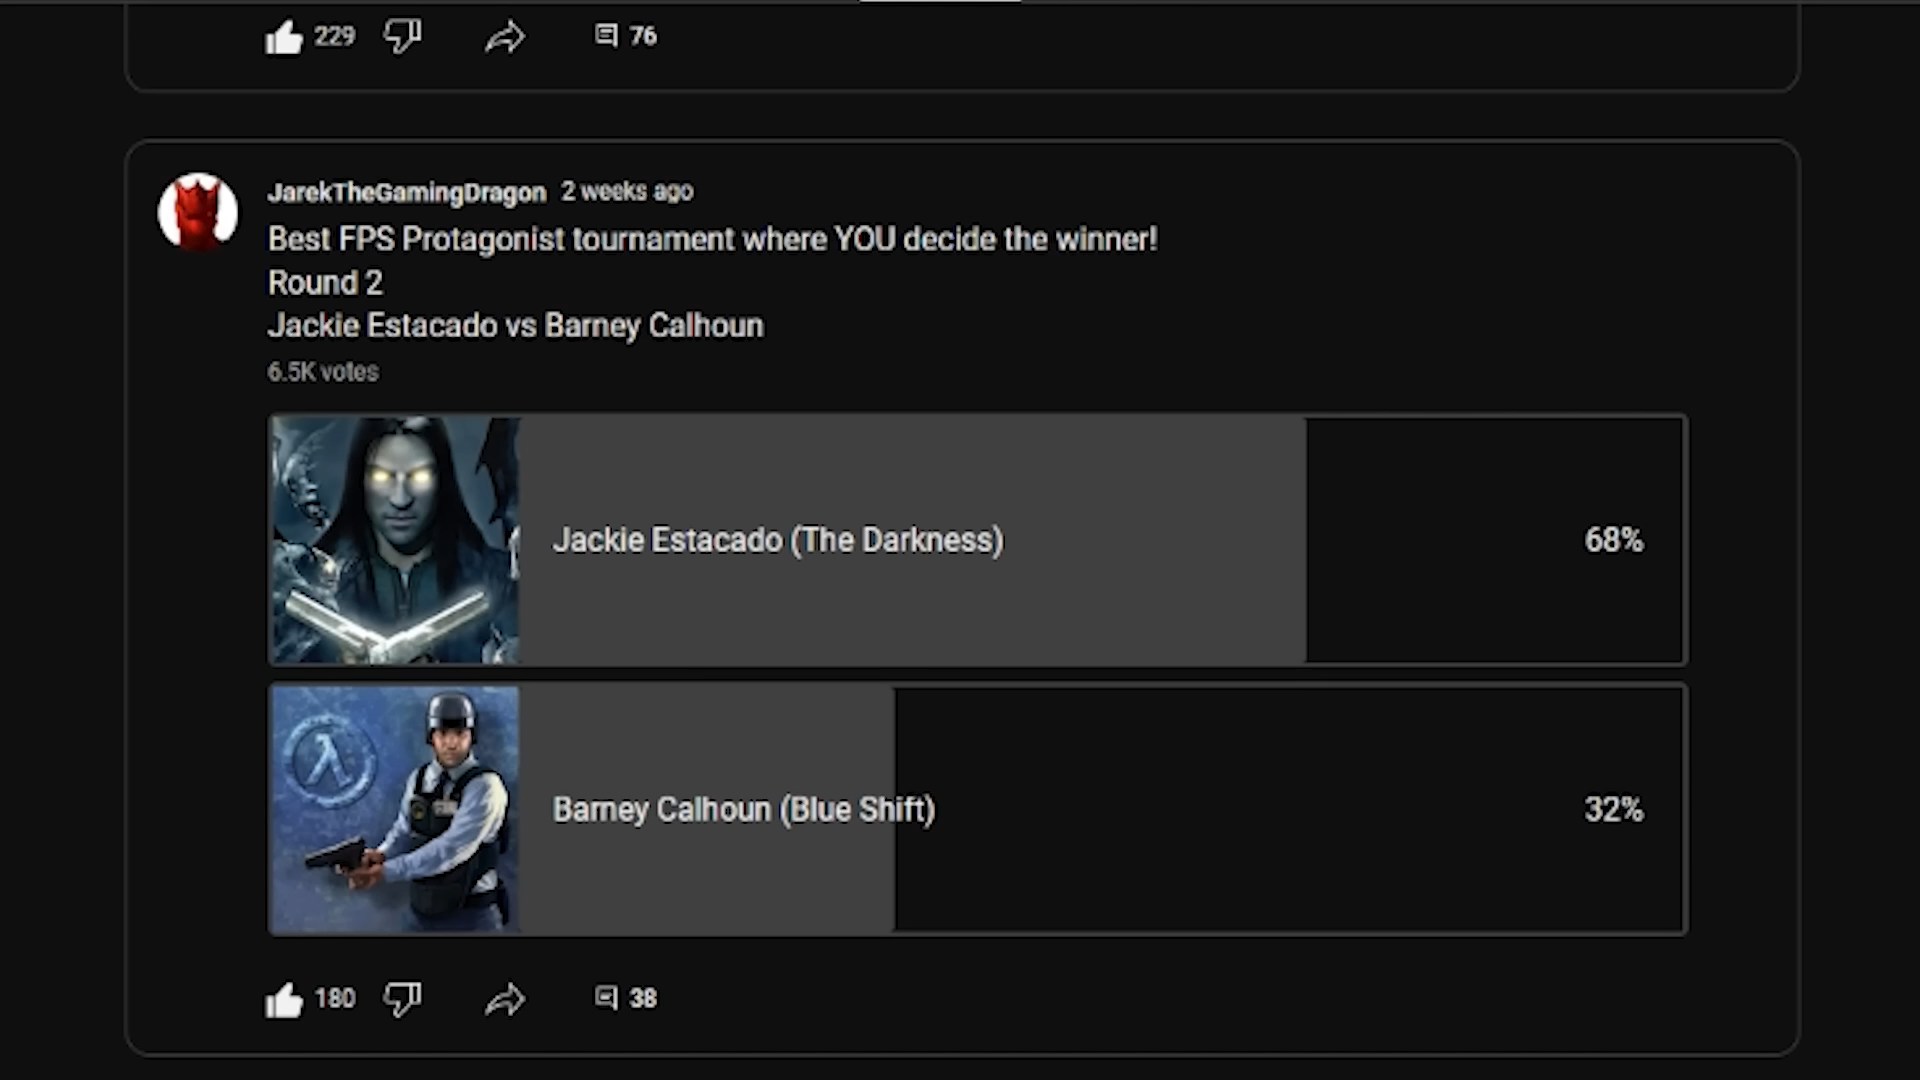 229 76
JarekTheGamingDragon 2 weeks ago
Best FPS Protagonist tournament where YOU decide the winner!
Round 2
Jackie Estacado vs Barney Calhoun
6.5K votes
Jackie Estacado (The Darkness) 68%
Barney Calhoun (Blue Shift) 32%
180 38